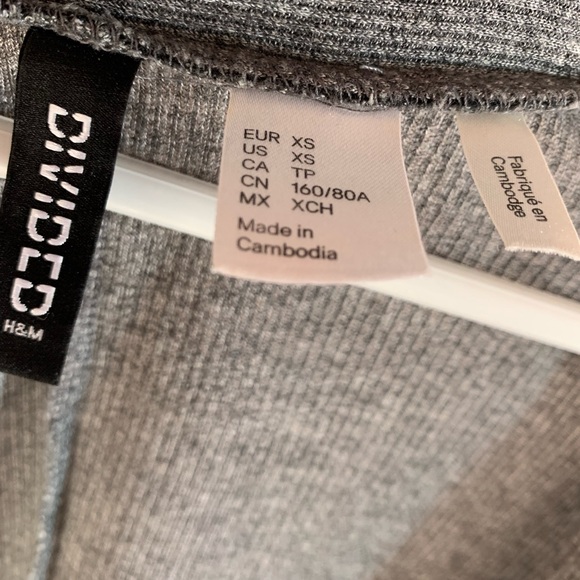 DIVIDED
H&M
EUR XS
US XS
CA TP
CN 160/80A
MX XCH
Made in
Cambodia
Fabriqué en
Cambodge